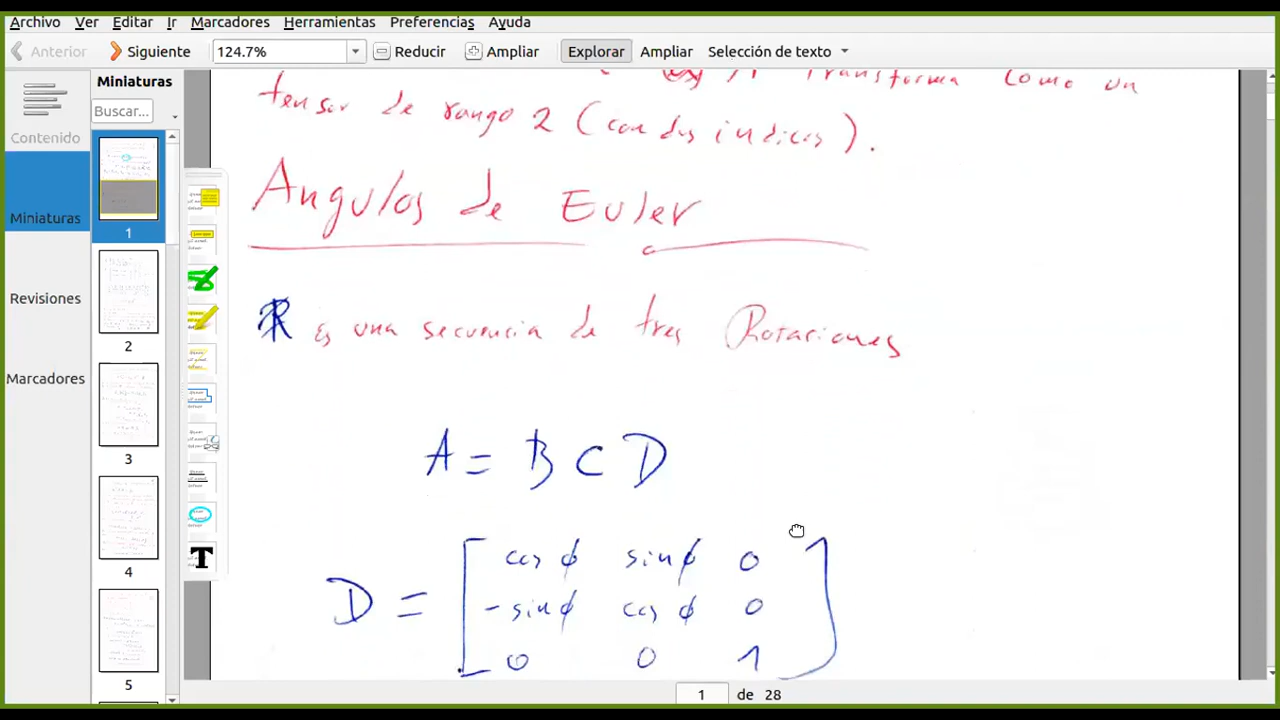 Archivo Ver Editar Ir Marcadores Herramientas Preferencias Ayuda
Anterior Siguiente 124.7% Reducir Ampliar Explorar Ampliar Selección de texto
Miniaturas
Buscar...
Contenido
Miniaturas
Revisiones
Marcadores
1
2
3
4
5
T
Transforma como un
tensor de rango 2 (con dos indices).
Angulos de Euler
es una secuencia de tres Rotaciones
A = B C D
D = [ cos ϕ sin ϕ 0
-sin ϕ cos ϕ 0
0 0 1 ]
1 de 28